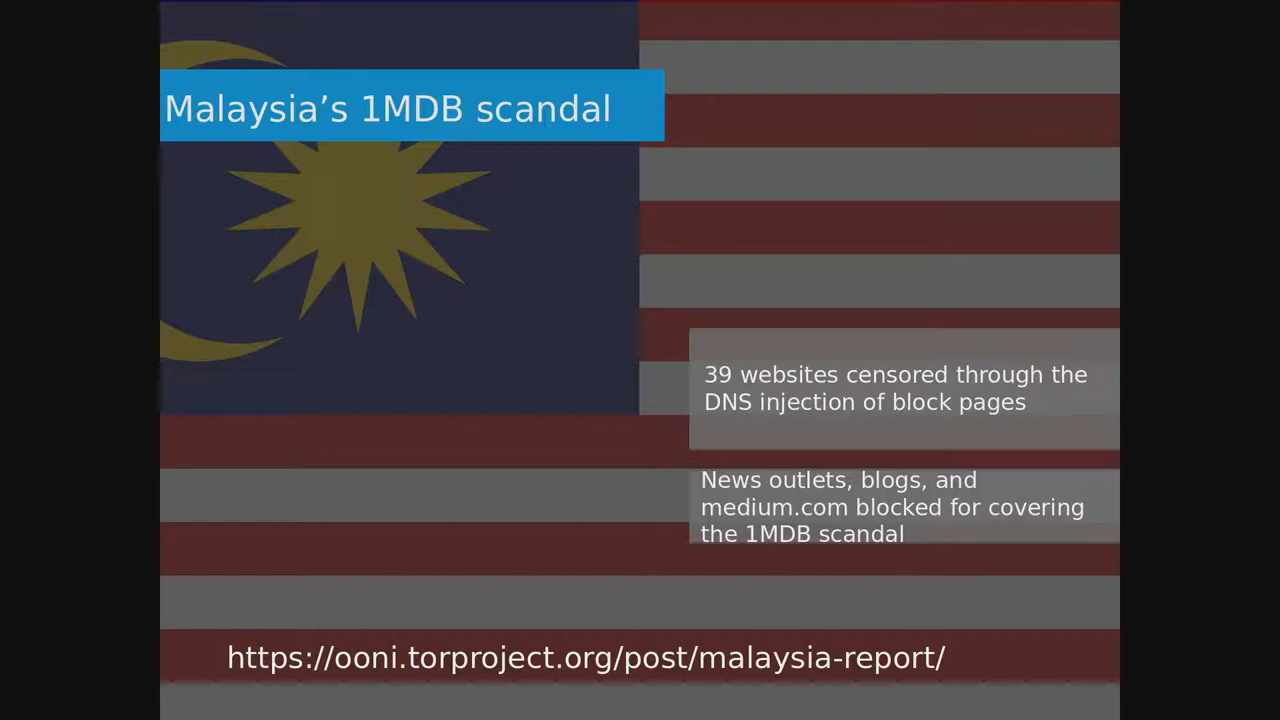 Malaysia’s 1MDB scandal
39 websites censored through the
DNS injection of block pages
News outlets, blogs, and
medium.com blocked for covering
the 1MDB scandal
https://ooni.torproject.org/post/malaysia-report/